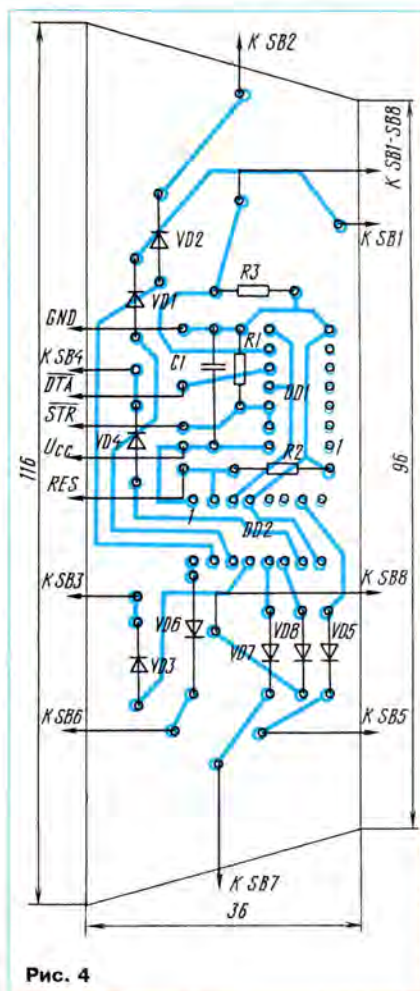 К SB2
К SB1-SB8
К SB1
VD2
VD1
R3
GND
К SB4
DTA
STR
Ucc
RES
C1
R1
DD1
VD4
R2
1
1
DD2
116
96
К SB3
К SB8
VD6
VD3
VD7
VD8
VD5
К SB6
К SB5
К SB7
36
Рис. 4